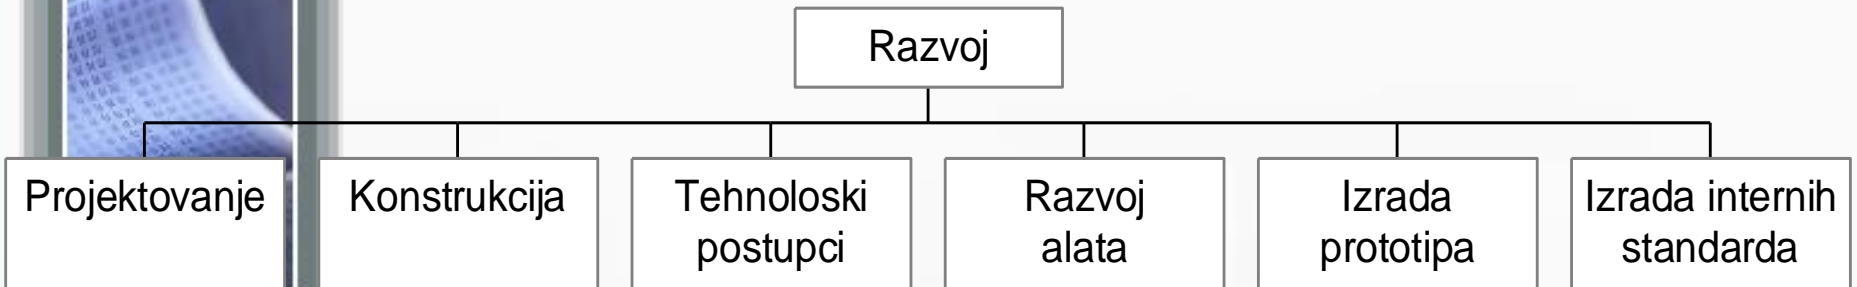 Razvoj
Projektovanje
Konstrukcija
Tehnoloski
postupci
Razvoj
alata
Izrada
prototipa
Izrada internih
standarda